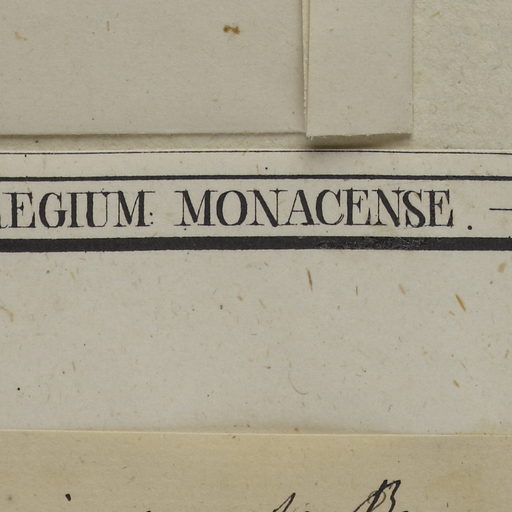 REGIUM MONACENSE. —